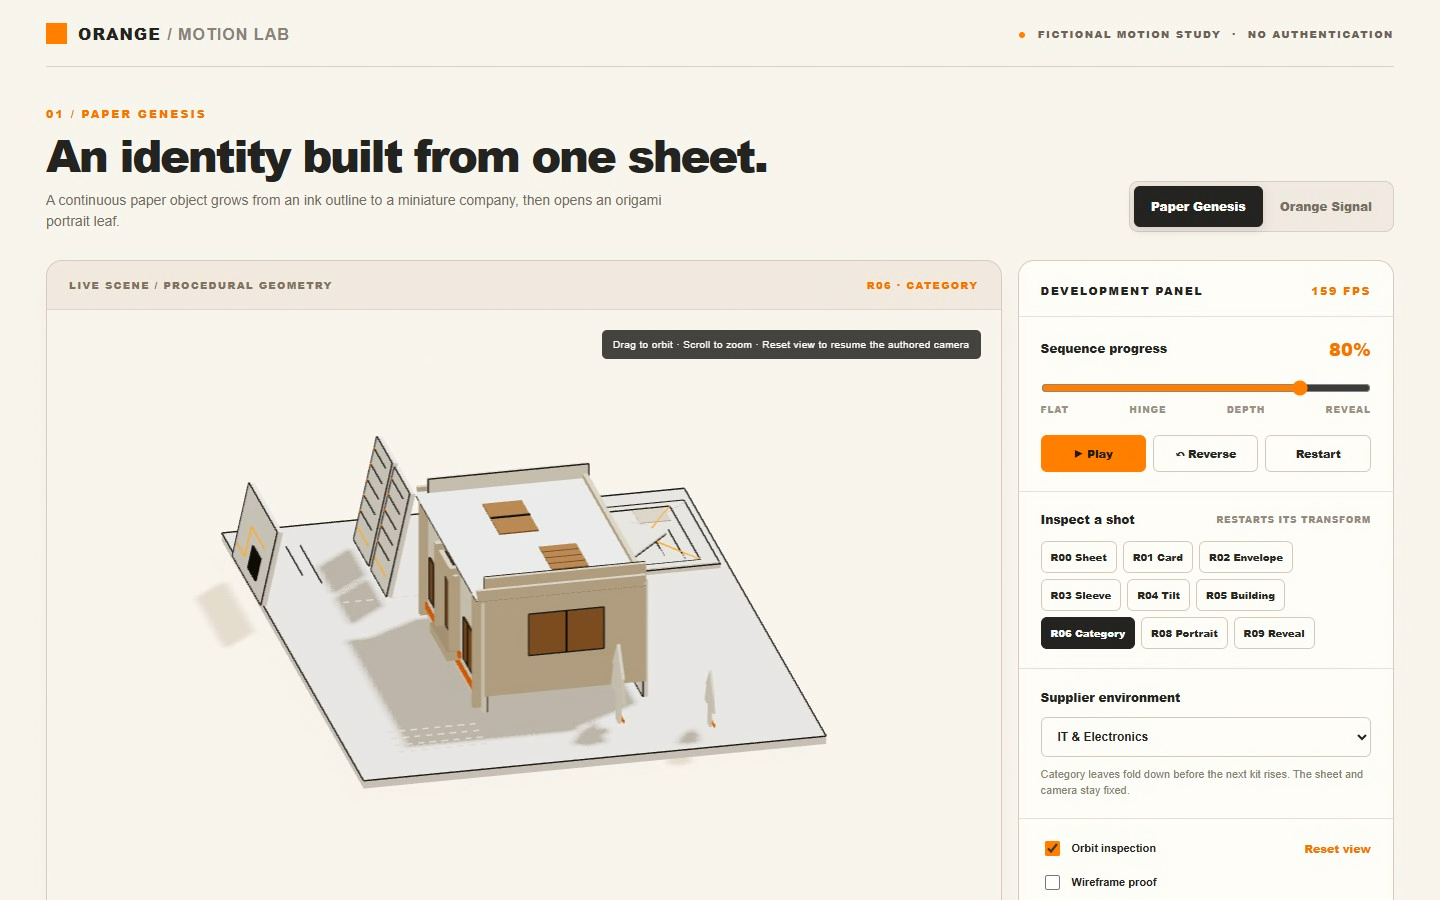 ORANGE / MOTION LAB
FICTIONAL MOTION STUDY · NO AUTHENTICATION
01 / PAPER GENESIS
An identity built from one sheet.
A continuous paper object grows from an ink outline to a miniature company, then opens an origami
portrait leaf.
Paper Genesis
Orange Signal
LIVE SCENE / PROCEDURAL GEOMETRY
R06 · CATEGORY
Drag to orbit · Scroll to zoom · Reset view to resume the authored camera
DEVELOPMENT PANEL
159 FPS
Sequence progress
80%
FLAT HINGE DEPTH REVEAL
Play
Reverse
Restart
Inspect a shot
RESTARTS ITS TRANSFORM
R00 Sheet
R01 Card
R02 Envelope
R03 Sleeve
R04 Tilt
R05 Building
R06 Category
R08 Portrait
R09 Reveal
Supplier environment
IT & Electronics
Category leaves fold down before the next kit rises. The sheet and
camera stay fixed.
Orbit inspection
Reset view
Wireframe proof